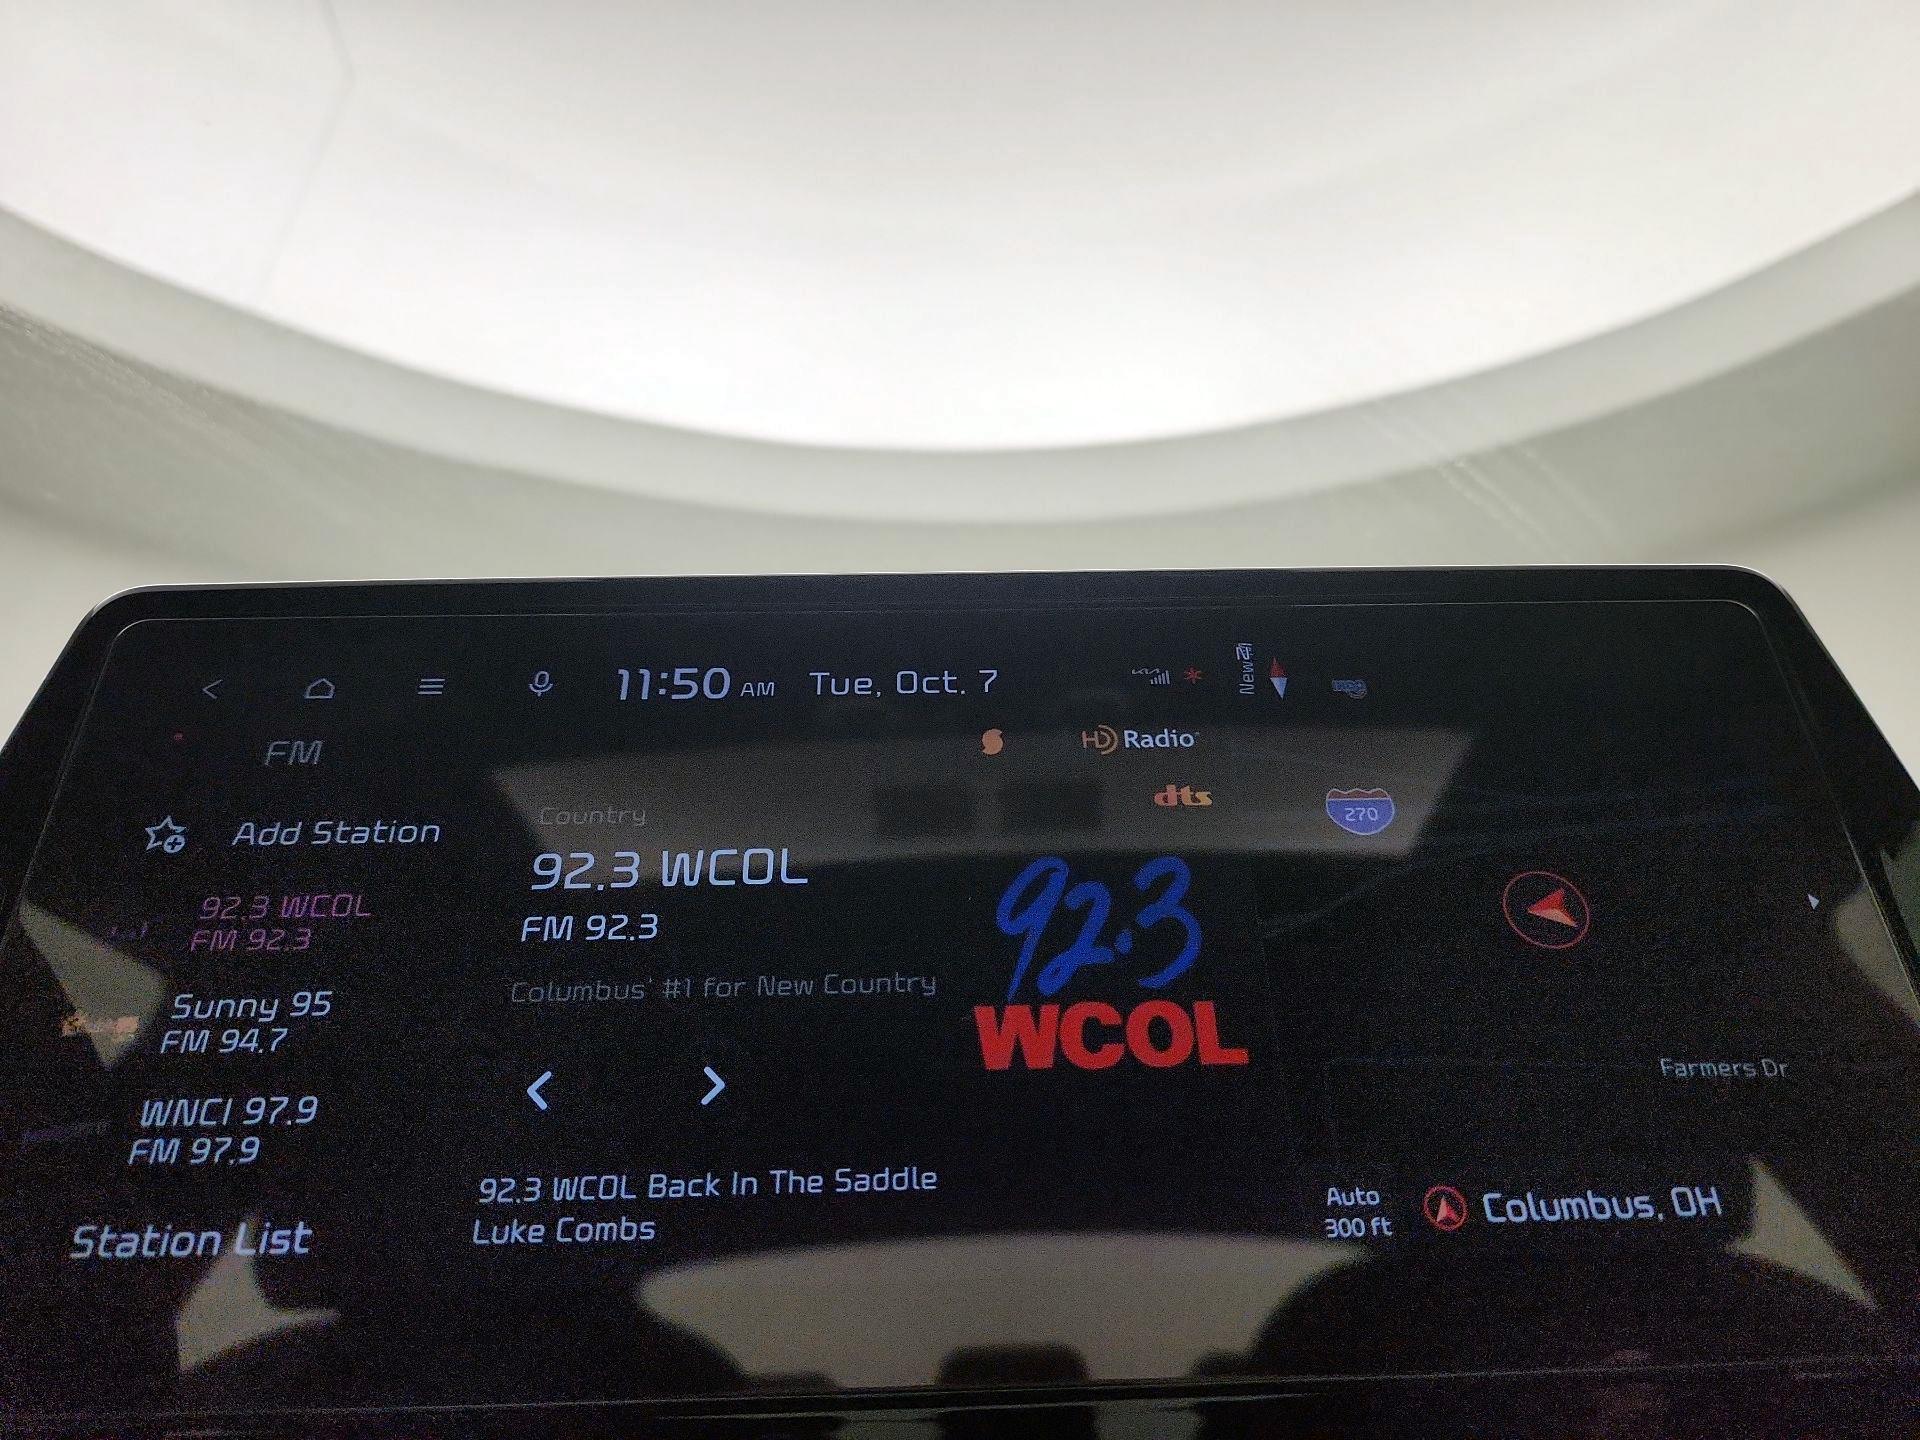 11:50 AM Tue, Oct. 7
FM
HD Radio
dts
Add Station
92.3 WCOL
FM 92.3
Sunny 95
FM 94.7
WNCI 97.9
FM 97.9
Station List
Country
92.3 WCOL
FM 92.3
Columbus' #1 for New Country
92.3 WCOL Back In The Saddle
Luke Combs
92.3
WCOL
270
Farmers Dr
Auto
300 ft
Columbus, OH